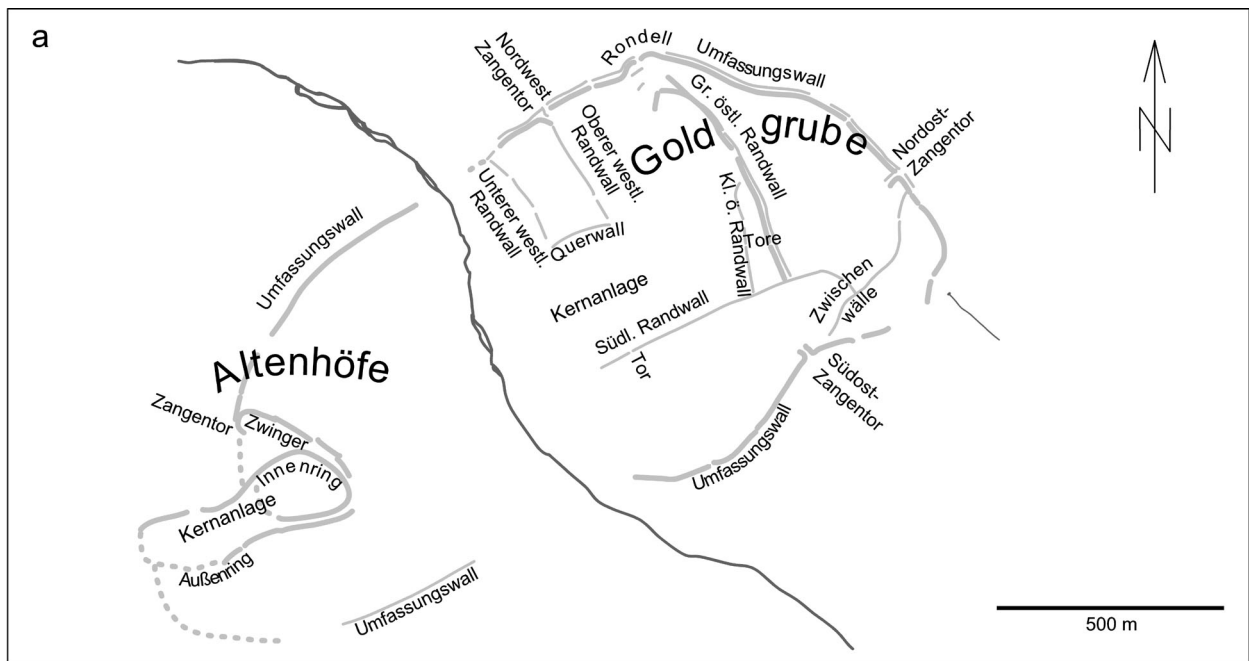 a
Nordwest
Zangentor
Rondell
Umfassungswall
N
Oberer westl.
Randwall
Gr. östl. Randwall
Gold
grube
Nordost-
Zangentor
Unterer westl.
Randwall
Querwall
Kl. ö. Randwall
Tore
Umfassungswall
Kernanlage
Zwischen
wälle
Südl. Randwall
Tor
Altenhöfe
Südost-
Zangentor
Zangentor
Zwinger
Umfassungswall
Innenring
Kernanlage
Außenring
Umfassungswall
500 m